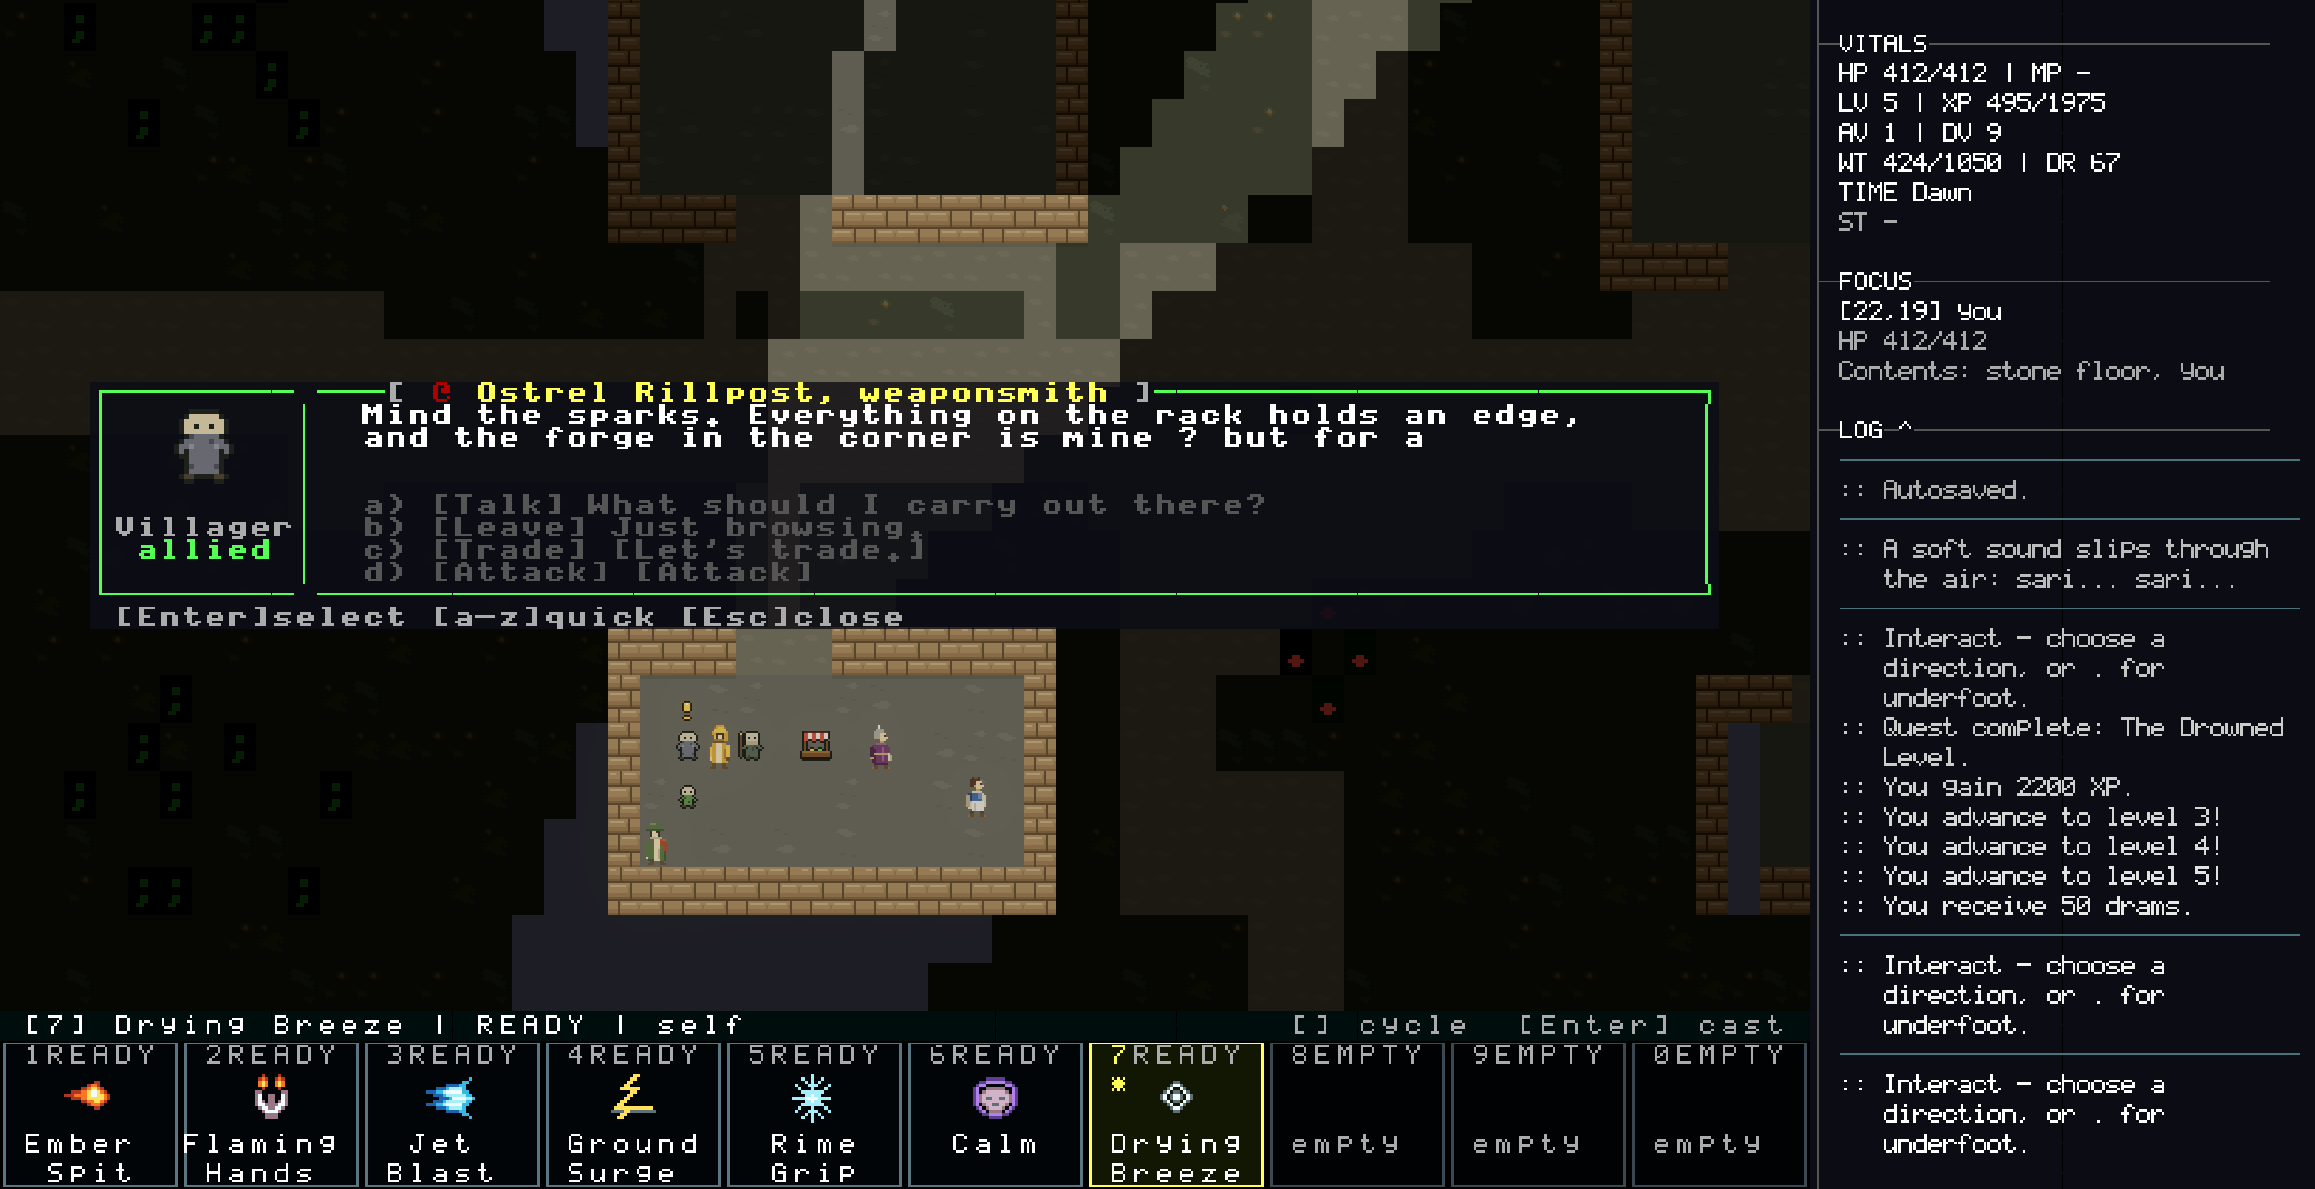 [ @ Ostrel Rillpost, weaponsmith ]
Mind the sparks. Everything on the rack holds an edge,
and the forge in the corner is mine ? but for a
a) [Talk] What should I carry out there?
b) [Leave] Just browsing.
c) [Trade] [Let's trade.]
d) [Attack] [Attack]
Villager
allied
[Enter]select [a-z]quick [Esc]close
[7] Drying Breeze | READY | self
[] cycle [Enter] cast
1READY
Ember
Spit
2READY
Flaming
Hands
3READY
Jet
Blast
4READY
Ground
Surge
5READY
Rime
Grip
6READY
Calm
7READY
*
Drying
Breeze
8EMPTY
empty
9EMPTY
empty
0EMPTY
empty
VITALS
HP 412/412 | MP -
LV 5 | XP 495/1975
AV 1 | DV 9
WT 424/1050 | DR 67
TIME Dawn
ST -
FOCUS
[22,19] you
HP 412/412
Contents: stone floor, You
LOG ^
:: Autosaved.
:: A soft sound slips through
the air: sari... sari...
:: Interact - choose a
direction, or . for
underfoot.
:: Quest complete: The Drowned
Level.
:: You gain 2200 XP.
:: You advance to level 3!
:: You advance to level 4!
:: You advance to level 5!
:: You receive 50 drams.
:: Interact - choose a
direction, or . for
underfoot.
:: Interact - choose a
direction, or . for
underfoot.